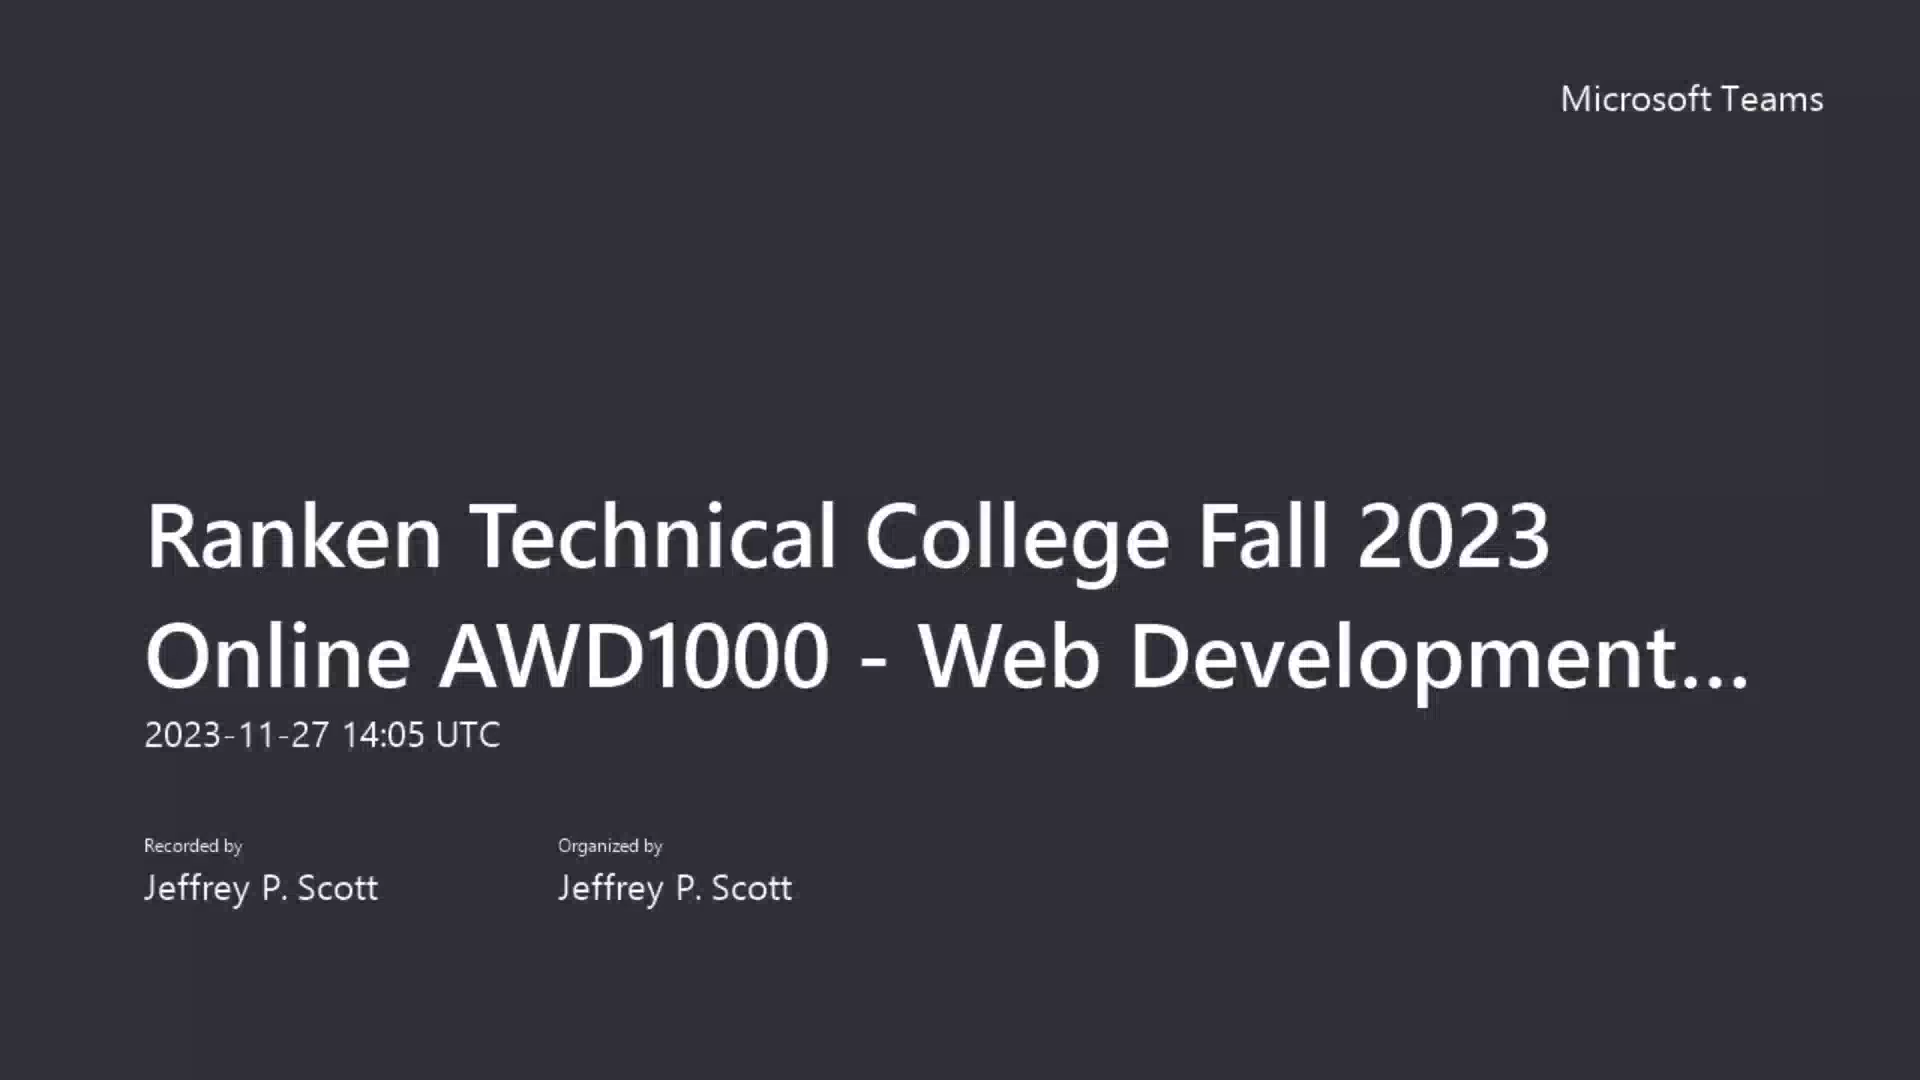 Microsoft Teams
Ranken Technical College Fall 2023
Online AWD1000 - Web Development...
2023-11-27 14:05 UTC
Recorded by
Organized by
Jeffrey P. Scott
Jeffrey P. Scott